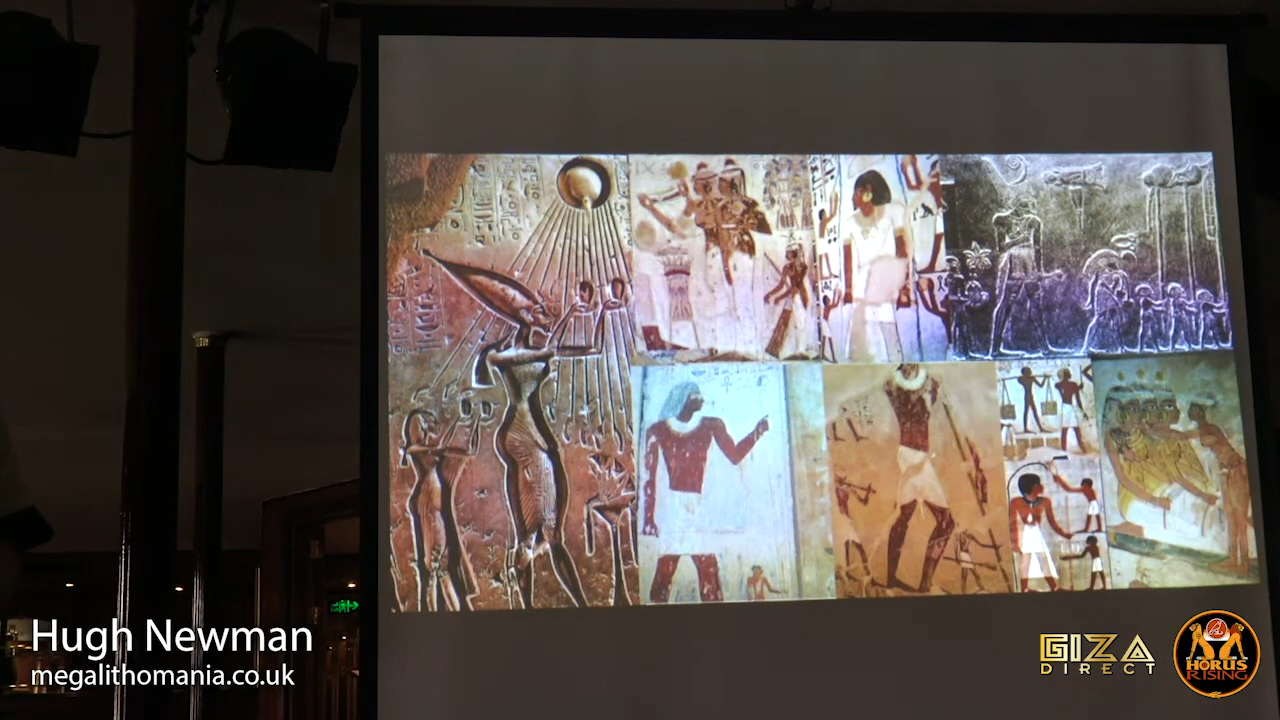 Hugh Newman
megalithomania.co.uk
GIZA
DIRECT
HORUS
RISING